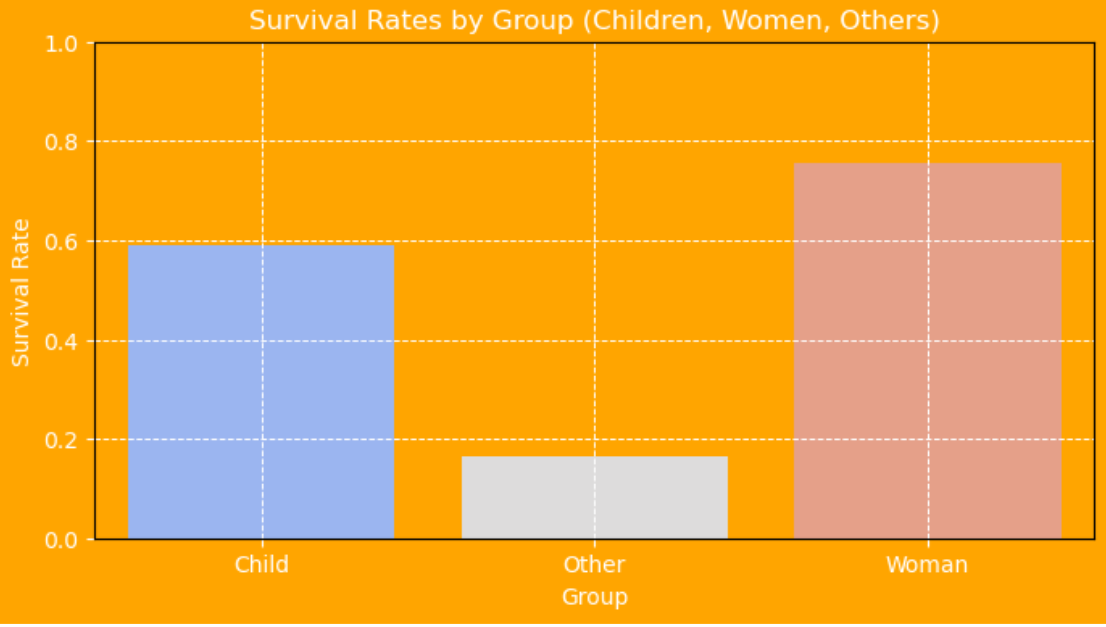 Survival Rates by Group (Children, Women, Others)
1.0
0.8
0.6
0.4
0.2
0.0
Survival Rate
Child
Other
Woman
Group